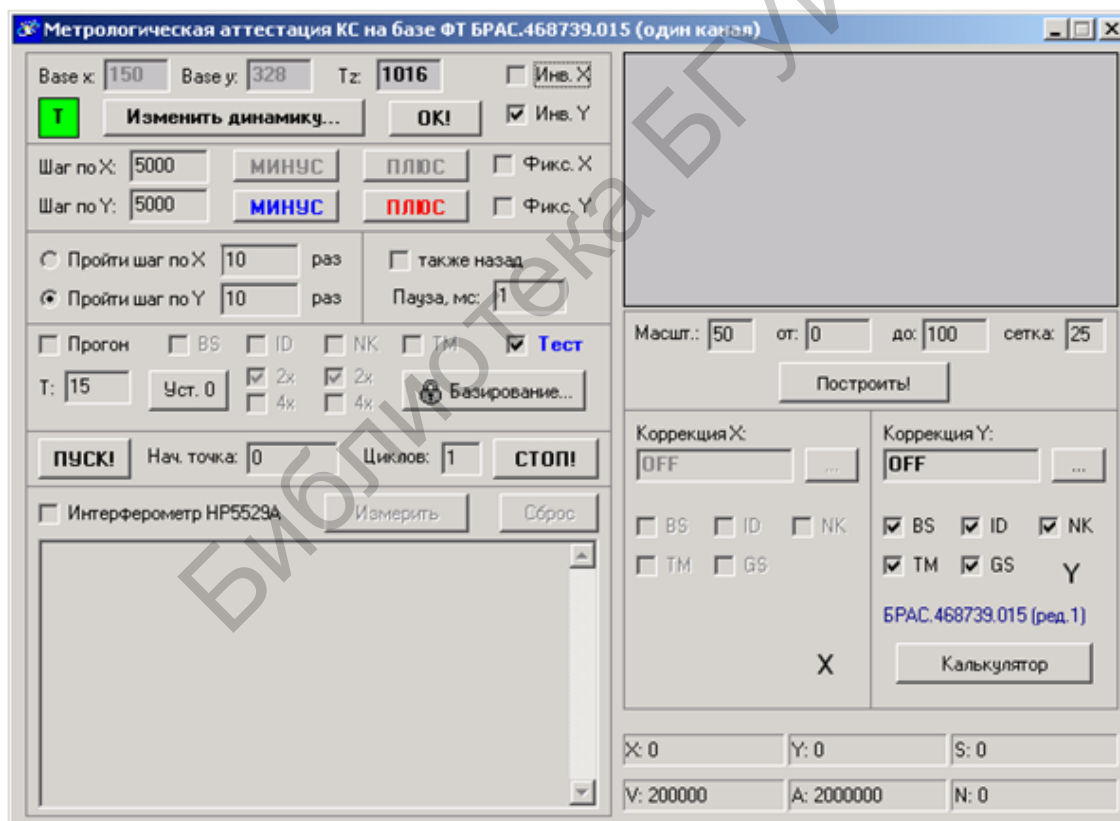 Метрологическая аттестация КС на базе ФТ БРАС.468739.015 (один канал)
Base x: 150 Base y: 328 Tz: 1016 Инв. X
T Изменить динамику... ОК! Инв. Y
Шаг по X: 5000 МИНУС ПЛЮС Фикс. X
Шаг по Y: 5000 МИНУС ПЛЮС Фикс. Y
Пройти шаг по X 10 раз также назад
Пройти шаг по Y 10 раз Пауза, мс: 1
Прогон BS ID NK TM Тест
T: 15 Уст. 0 2x 2x Базирование...
4x 4x
ПУСК! Нач. точка: 0 Циклов: 1 СТОП!
Интерферометр HP5529A Измерить Сброс
Масшт.: 50 от: 0 до: 100 сетка: 25
Построить!
Коррекция X: Коррекция Y:
OFF ... OFF ...
BS ID NK BS ID NK
TM GS TM GS Y
БРАС.468739.015 (ред.1)
X Калькулятор
X: 0 Y: 0 S: 0
V: 200000 A: 2000000 N: 0
Библиотека БГУИ